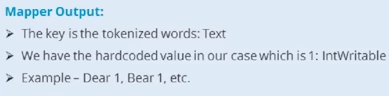 Mapper Output:
➤ The key is the tokenized words: Text
➤ We have the hardcoded value in our case which is 1: IntWritable
➤ Example – Dear 1, Bear 1, etc.